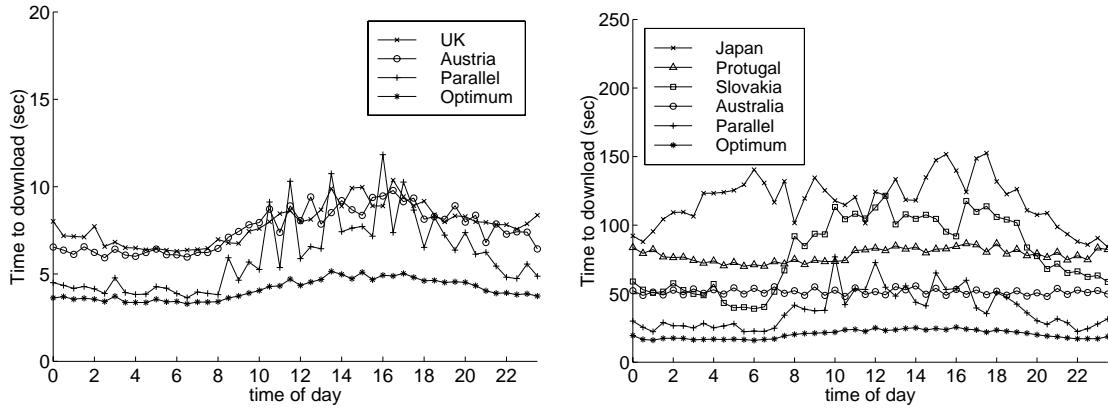 20
15
10
5
0
Time to download (sec)
UK
Austria
Parallel
Optimum
0 2 4 6 8 10 12 14 16 18 20 22
time of day
250
200
150
100
50
0
Time to download (sec)
Japan
Protugal
Slovakia
Australia
Parallel
Optimum
0 2 4 6 8 10 12 14 16 18 20 22
time of day